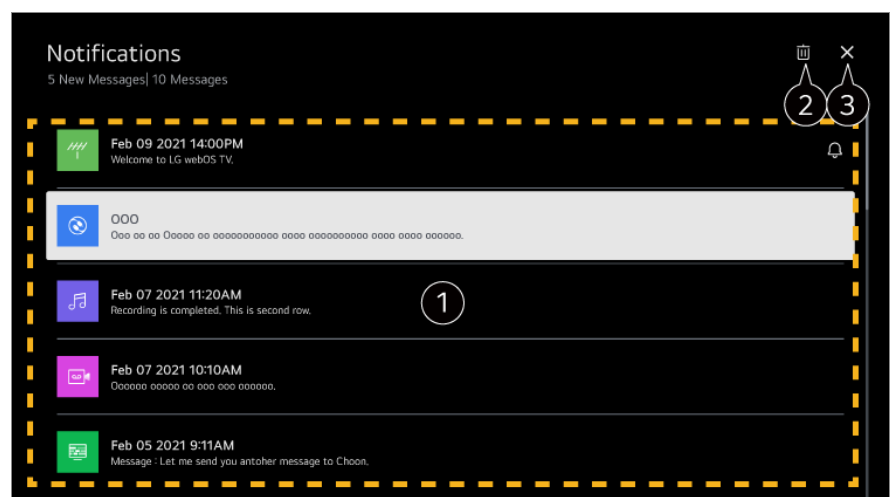 Notifications
5 New Messages| 10 Messages
2 3
Feb 09 2021 14:00PM
Welcome to LG webOS TV.
OOO
Ooo oo oo Ooooo oo ooooooooooo oooo oooooooooo oooo oooo oooooo.
Feb 07 2021 11:20AM
Recording is completed. This is second row.
1
Feb 07 2021 10:10AM
Oooooo ooooo oo ooo ooo oooooo.
Feb 05 2021 9:11AM
Message : Let me send you antoher message to Choon.